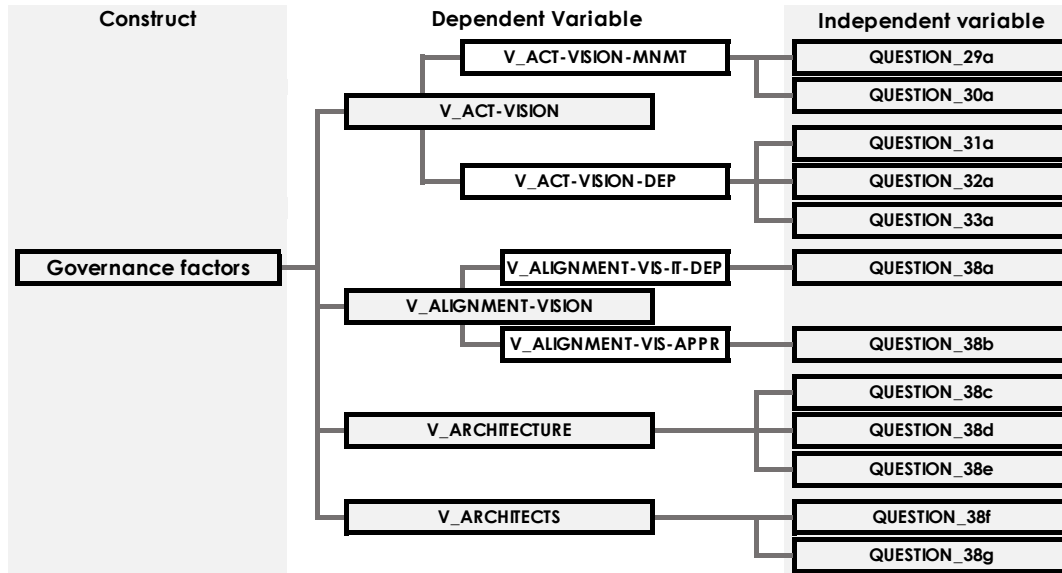 Construct
Dependent Variable
Independent variable
V_ACT-VISION-MNMT
QUESTION_29a
QUESTION_30a
V_ACT-VISION
QUESTION_31a
V_ACT-VISION-DEP
QUESTION_32a
QUESTION_33a
Governance factors
V_ALIGNMENT-VIS-IT-DEP
QUESTION_38a
V_ALIGNMENT-VISION
V_ALIGNMENT-VIS-APPR
QUESTION_38b
QUESTION_38c
V_ARCHITECTURE
QUESTION_38d
QUESTION_38e
V_ARCHITECTS
QUESTION_38f
QUESTION_38g